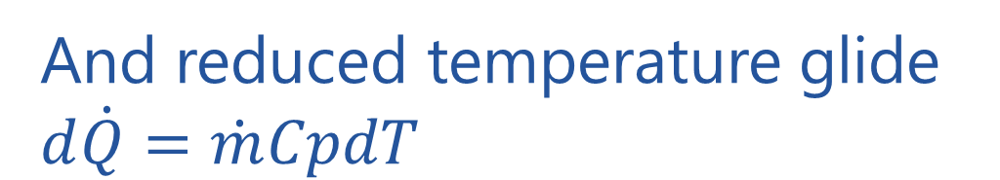 And reduced temperature glide
dQ̇ = ṁCpdT